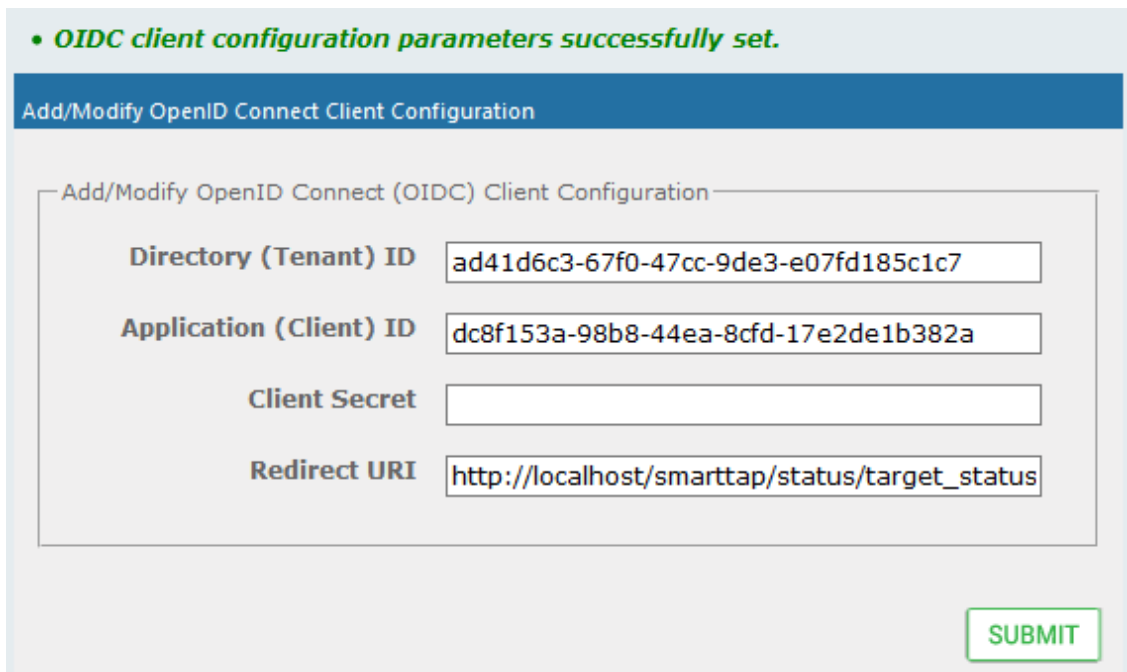 • OIDC client configuration parameters successfully set.
Add/Modify OpenID Connect Client Configuration
Add/Modify OpenID Connect (OIDC) Client Configuration
Directory (Tenant) ID ad41d6c3-67f0-47cc-9de3-e07fd185c1c7
Application (Client) ID dc8f153a-98b8-44ea-8cfd-17e2de1b382a
Client Secret
Redirect URI http://localhost/smarttap/status/target_status
SUBMIT